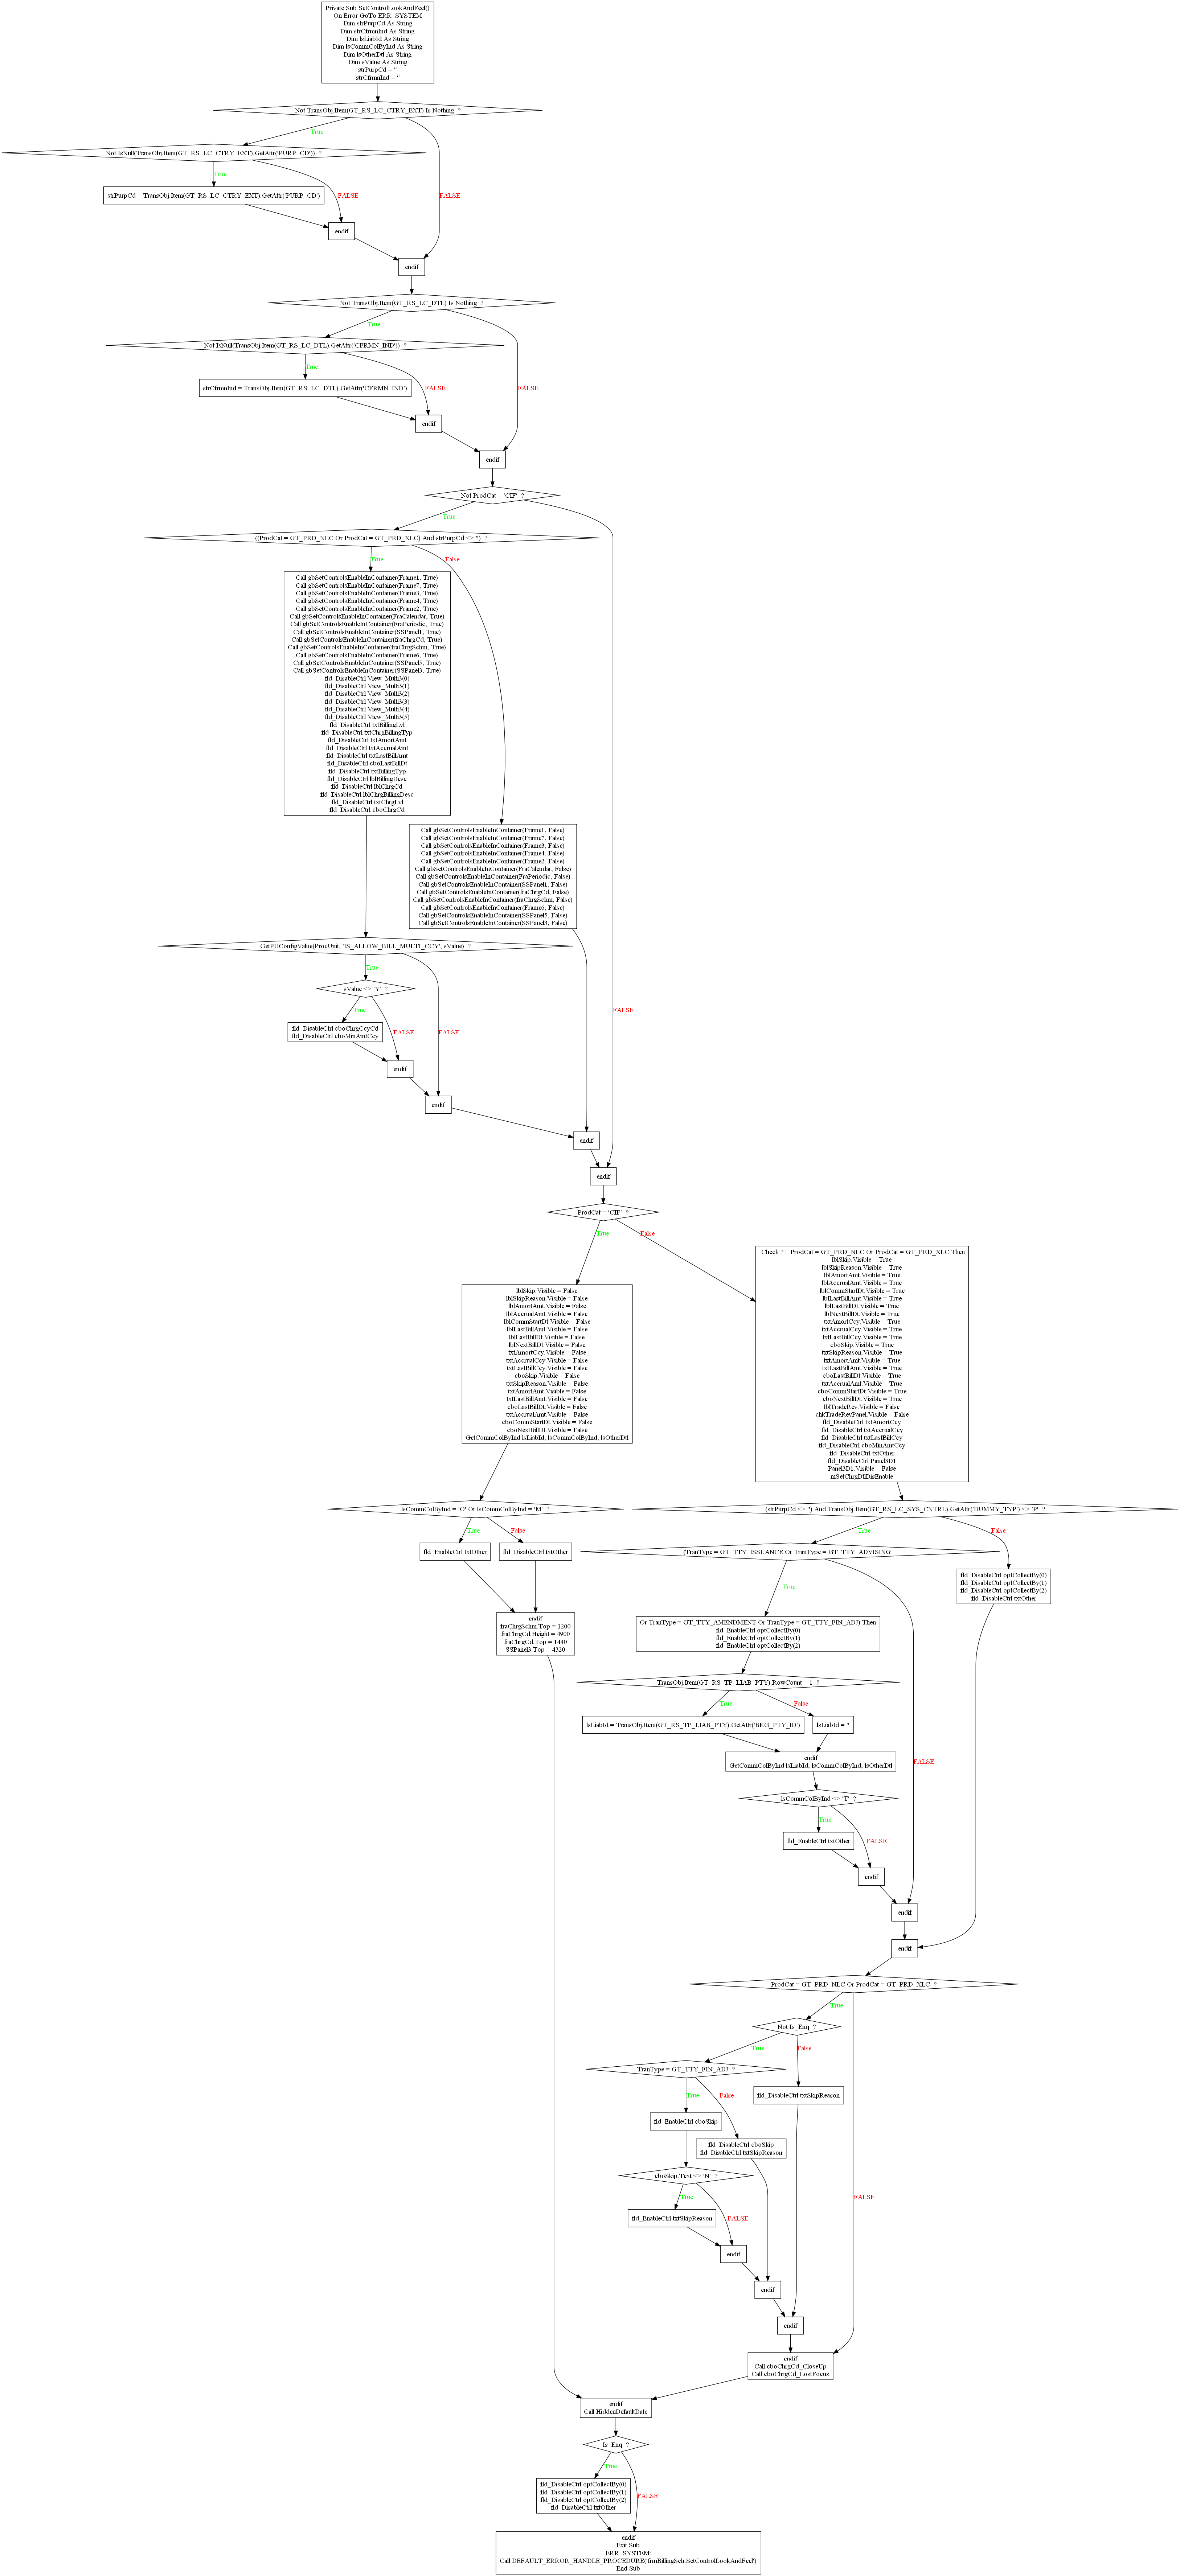 Private Sub SetControlLookAndFeel()
On Error GoTo ERR_SYSTEM
Dim strPurpCd As String
Dim strCfrmnInd As String
Dim lsLiabId As String
Dim lsCommColByInd As String
Dim lsOtherDtl As String
Dim sValue As String
strPurpCd = ''
strCfrmnInd = ''
Not TransObj.Item(GT_RS_LC_CTRY_EXT) Is Nothing ?
True
Not IsNull(TransObj.Item(GT_RS_LC_CTRY_EXT).GetAttr('PURP_CD')) ?
True
FALSE
FALSE
strPurpCd = TransObj.Item(GT_RS_LC_CTRY_EXT).GetAttr('PURP_CD')
endif
endif
Not TransObj.Item(GT_RS_LC_DTL) Is Nothing ?
True
Not IsNull(TransObj.Item(GT_RS_LC_DTL).GetAttr('CFRMN_IND')) ?
True
FALSE
FALSE
strCfrmnInd = TransObj.Item(GT_RS_LC_DTL).GetAttr('CFRMN_IND')
endif
endif
Not ProdCat = 'CIF' ?
True
((ProdCat = GT_PRD_NLC Or ProdCat = GT_PRD_XLC) And strPurpCd <> '') ?
True
False
Call gbSetControlsEnableInContainer(Frame1, True)
Call gbSetControlsEnableInContainer(Frame7, True)
Call gbSetControlsEnableInContainer(Frame3, True)
Call gbSetControlsEnableInContainer(Frame4, True)
Call gbSetControlsEnableInContainer(Frame2, True)
Call gbSetControlsEnableInContainer(FraCalendar, True)
Call gbSetControlsEnableInContainer(FraPeriodic, True)
Call gbSetControlsEnableInContainer(SSPanel1, True)
Call gbSetControlsEnableInContainer(fraChrgCd, True)
Call gbSetControlsEnableInContainer(fraChrgSchm, True)
Call gbSetControlsEnableInContainer(Frame6, True)
Call gbSetControlsEnableInContainer(SSPanel5, True)
Call gbSetControlsEnableInContainer(SSPanel3, True)
fld_DisableCtrl View_Multi3(0)
fld_DisableCtrl View_Multi3(1)
fld_DisableCtrl View_Multi3(2)
fld_DisableCtrl View_Multi3(3)
fld_DisableCtrl View_Multi3(4)
fld_DisableCtrl View_Multi3(5)
fld_DisableCtrl txtBillingLvl
fld_DisableCtrl txtChrgBillingTyp
fld_DisableCtrl txtAmortAmt
fld_DisableCtrl txtAccrualAmt
fld_DisableCtrl txtLastBillAmt
fld_DisableCtrl cboLastBillDt
fld_DisableCtrl txtBillingTyp
fld_DisableCtrl lblBillingDesc
fld_DisableCtrl lblChrgCd
fld_DisableCtrl lblChrgBillingDesc
fld_DisableCtrl txtChrgLvl
fld_DisableCtrl cboChrgCd
Call gbSetControlsEnableInContainer(Frame1, False)
Call gbSetControlsEnableInContainer(Frame7, False)
Call gbSetControlsEnableInContainer(Frame3, False)
Call gbSetControlsEnableInContainer(Frame4, False)
Call gbSetControlsEnableInContainer(Frame2, False)
Call gbSetControlsEnableInContainer(FraCalendar, False)
Call gbSetControlsEnableInContainer(FraPeriodic, False)
Call gbSetControlsEnableInContainer(SSPanel1, False)
Call gbSetControlsEnableInContainer(fraChrgCd, False)
Call gbSetControlsEnableInContainer(fraChrgSchm, False)
Call gbSetControlsEnableInContainer(Frame6, False)
Call gbSetControlsEnableInContainer(SSPanel5, False)
Call gbSetControlsEnableInContainer(SSPanel3, False)
GetPUConfigValue(ProcUnit, 'IS_ALLOW_BILL_MULTI_CCY', sValue) ?
True
sValue <> 'Y' ?
FALSE
True
FALSE
FALSE
fld_DisableCtrl cboChrgCcyCd
fld_DisableCtrl cboMinAmtCcy
endif
endif
endif
endif
ProdCat = 'CIF' ?
True
False
lblSkip.Visible = False
lblSkipReason.Visible = False
lblAmortAmt.Visible = False
lblAccrualAmt.Visible = False
lblCommStartDt.Visible = False
lblLastBillAmt.Visible = False
lblLastBillDt.Visible = False
lblNextBillDt.Visible = False
txtAmortCcy.Visible = False
txtAccrualCcy.Visible = False
txtLastBillCcy.Visible = False
cboSkip.Visible = False
txtSkipReason.Visible = False
txtAmortAmt.Visible = False
txtLastBillAmt.Visible = False
cboLastBillDt.Visible = False
txtAccrualAmt.Visible = False
cboCommStartDt.Visible = False
cboNextBillDt.Visible = False
GetCommColByInd lsLiabId, lsCommColByInd, lsOtherDtl
Check ? : ProdCat = GT_PRD_NLC Or ProdCat = GT_PRD_XLC Then
lblSkip.Visible = True
lblSkipReason.Visible = True
lblAmortAmt.Visible = True
lblAccrualAmt.Visible = True
lblCommStartDt.Visible = True
lblLastBillAmt.Visible = True
lblLastBillDt.Visible = True
lblNextBillDt.Visible = True
txtAmortCcy.Visible = True
txtAccrualCcy.Visible = True
txtLastBillCcy.Visible = True
cboSkip.Visible = True
txtSkipReason.Visible = True
txtAmortAmt.Visible = True
txtLastBillAmt.Visible = True
cboLastBillDt.Visible = True
txtAccrualAmt.Visible = True
cboCommStartDt.Visible = True
cboNextBillDt.Visible = True
lblTradeRev.Visible = False
chkTradeRevPanel.Visible = False
fld_DisableCtrl txtAmortCcy
fld_DisableCtrl txtAccrualCcy
fld_DisableCtrl txtLastBillCcy
fld_DisableCtrl cboMinAmtCcy
fld_DisableCtrl txtOther
fld_DisableCtrl Panel3D1
Panel3D1.Visible = False
mSetChrgDtlDisEnable
lsCommColByInd = 'O' Or lsCommColByInd = 'M' ?
True
False
fld_EnableCtrl txtOther
fld_DisableCtrl txtOther
endif
fraChrgSchm.Top = 1200
fraChrgCd.Height = 4900
fraChrgCd.Top = 1440
SSPanel3.Top = 4320
(strPurpCd <> '') And TransObj.Item(GT_RS_LC_SYS_CNTRL).GetAttr('DUMMY_TYP') <> 'P' ?
True
False
(TranType = GT_TTY_ISSUANCE Or TranType = GT_TTY_ADVISING
True
FALSE
fld_DisableCtrl optCollectBy(0)
fld_DisableCtrl optCollectBy(1)
fld_DisableCtrl optCollectBy(2)
fld_DisableCtrl txtOther
Or TranType = GT_TTY_AMENDMENT Or TranType = GT_TTY_FIN_ADJ) Then
fld_EnableCtrl optCollectBy(0)
fld_EnableCtrl optCollectBy(1)
fld_EnableCtrl optCollectBy(2)
TransObj.Item(GT_RS_TP_LIAB_PTY).RowCount = 1 ?
True
False
lsLiabId = TransObj.Item(GT_RS_TP_LIAB_PTY).GetAttr('BKG_PTY_ID')
lsLiabId = ''
endif
GetCommColByInd lsLiabId, lsCommColByInd, lsOtherDtl
lsCommColByInd <> 'T' ?
True
FALSE
fld_EnableCtrl txtOther
endif
endif
endif
ProdCat = GT_PRD_NLC Or ProdCat = GT_PRD_XLC ?
True
FALSE
Not Is_Enq ?
True
False
TranType = GT_TTY_FIN_ADJ ?
True
False
fld_DisableCtrl txtSkipReason
fld_EnableCtrl cboSkip
fld_DisableCtrl cboSkip
fld_DisableCtrl txtSkipReason
cboSkip.Text <> 'N' ?
True
FALSE
fld_EnableCtrl txtSkipReason
endif
endif
endif
endif
Call cboChrgCd_CloseUp
Call cboChrgCd_LostFocus
endif
Call HiddenDefaultDate
Is_Enq ?
True
FALSE
fld_DisableCtrl optCollectBy(0)
fld_DisableCtrl optCollectBy(1)
fld_DisableCtrl optCollectBy(2)
fld_DisableCtrl txtOther
endif
Exit Sub
ERR_SYSTEM:
Call DEFAULT_ERROR_HANDLE_PROCEDURE('frmBillingSch.SetControlLookAndFeel')
End Sub